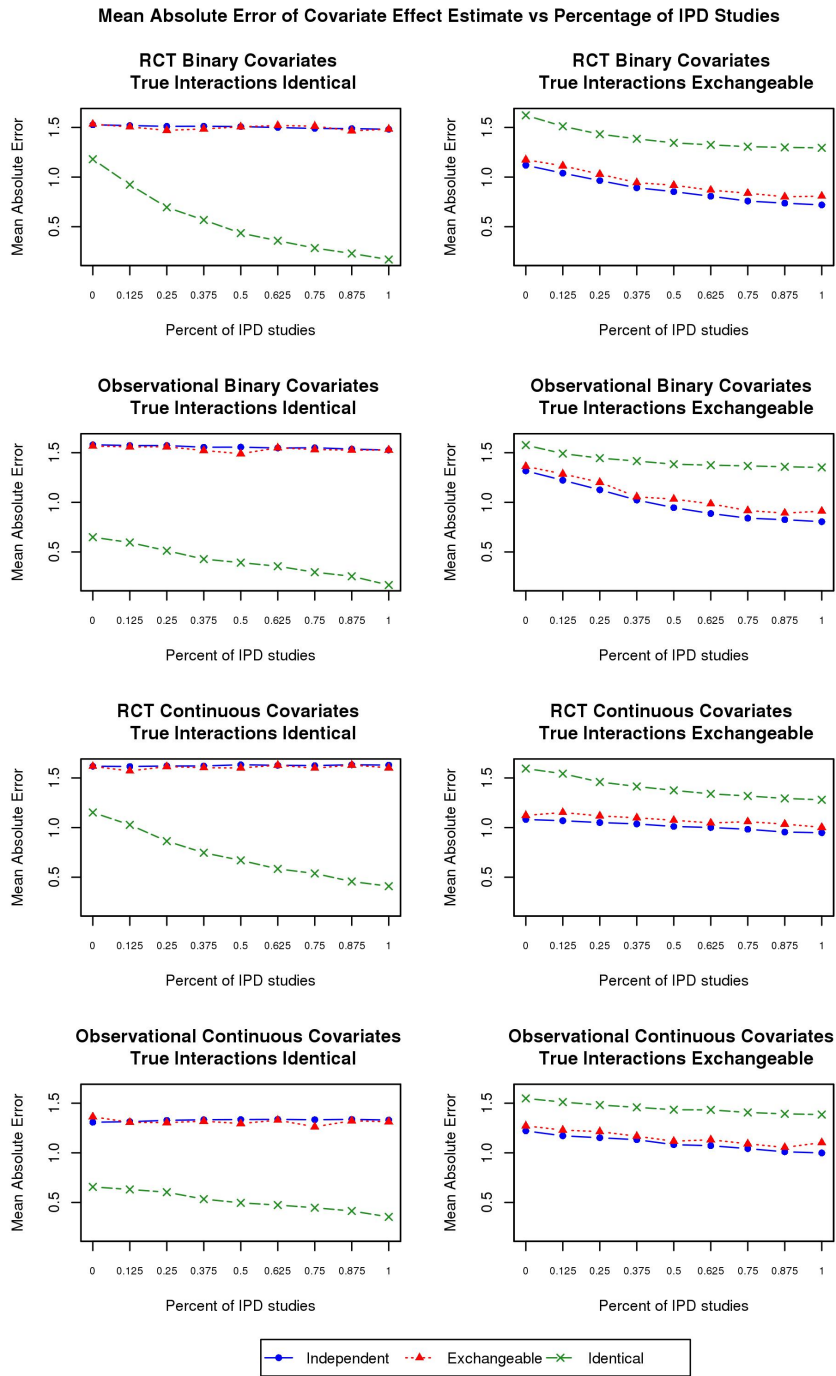 Mean Absolute Error of Covariate Effect Estimate vs Percentage of IPD Studies
RCT Binary Covariates
True Interactions Identical
Mean Absolute Error
1.5
1.0
0.5
0 0.125 0.25 0.375 0.5 0.625 0.75 0.875 1
Percent of IPD studies
RCT Binary Covariates
True Interactions Exchangeable
Mean Absolute Error
1.5
1.0
0.5
0 0.125 0.25 0.375 0.5 0.625 0.75 0.875 1
Percent of IPD studies
Observational Binary Covariates
True Interactions Identical
Mean Absolute Error
1.5
1.0
0.5
0 0.125 0.25 0.375 0.5 0.625 0.75 0.875 1
Percent of IPD studies
Observational Binary Covariates
True Interactions Exchangeable
Mean Absolute Error
1.5
1.0
0.5
0 0.125 0.25 0.375 0.5 0.625 0.75 0.875 1
Percent of IPD studies
RCT Continuous Covariates
True Interactions Identical
Mean Absolute Error
1.5
1.0
0.5
0 0.125 0.25 0.375 0.5 0.625 0.75 0.875 1
Percent of IPD studies
RCT Continuous Covariates
True Interactions Exchangeable
Mean Absolute Error
1.5
1.0
0.5
0 0.125 0.25 0.375 0.5 0.625 0.75 0.875 1
Percent of IPD studies
Observational Continuous Covariates
True Interactions Identical
Mean Absolute Error
1.5
1.0
0.5
0 0.125 0.25 0.375 0.5 0.625 0.75 0.875 1
Percent of IPD studies
Observational Continuous Covariates
True Interactions Exchangeable
Mean Absolute Error
1.5
1.0
0.5
0 0.125 0.25 0.375 0.5 0.625 0.75 0.875 1
Percent of IPD studies
Independent Exchangeable Identical